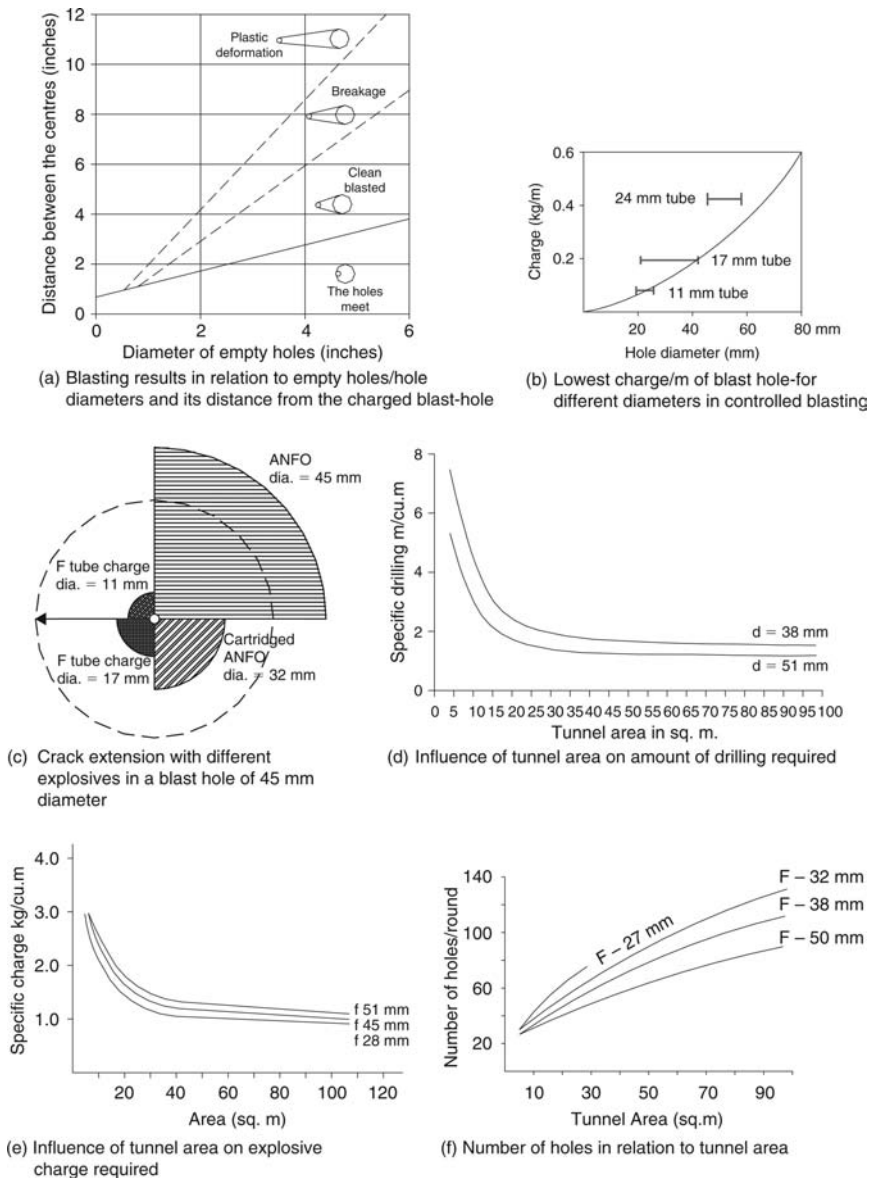 12
10
8
6
4
2
0
0 2 4 6
Distance between the centres (inches)
Diameter of empty holes (inches)
Plastic
deformation
Breakage
Clean
blasted
The holes
meet
(a) Blasting results in relation to empty holes/hole
diameters and its distance from the charged blast-hole
0.6
0.4
0.2
Charge (kg/m)
24 mm tube
17 mm tube
11 mm tube
20 40 60 80 mm
Hole diameter (mm)
(b) Lowest charge/m of blast hole-for
different diameters in controlled blasting
ANFO
dia. = 45 mm
F tube charge
dia. = 11 mm
F tube charge
dia. = 17 mm
Cartridged
ANFO
dia. = 32 mm
(c) Crack extension with different
explosives in a blast hole of 45 mm
diameter
8
6
4
2
0
Specific drilling m/cu.m
d = 38 mm
d = 51 mm
0 5 10 15 20 25 30 35 40 45 50 55 60 65 70 75 80 85 90 95 100
Tunnel area in sq. m.
(d) Influence of tunnel area on amount of drilling required
4.0
3.0
2.0
1.0
Specific charge kg/cu.m
f 51 mm
f 45 mm
f 28 mm
20 40 60 80 100 120
Area (sq. m)
(e) Influence of tunnel area on explosive
charge required
140
100
60
20
Number of holes/round
F – 27 mm
F – 32 mm
F – 38 mm
F – 50 mm
10 30 50 70 90
Tunnel Area (sq.m)
(f) Number of holes in relation to tunnel area